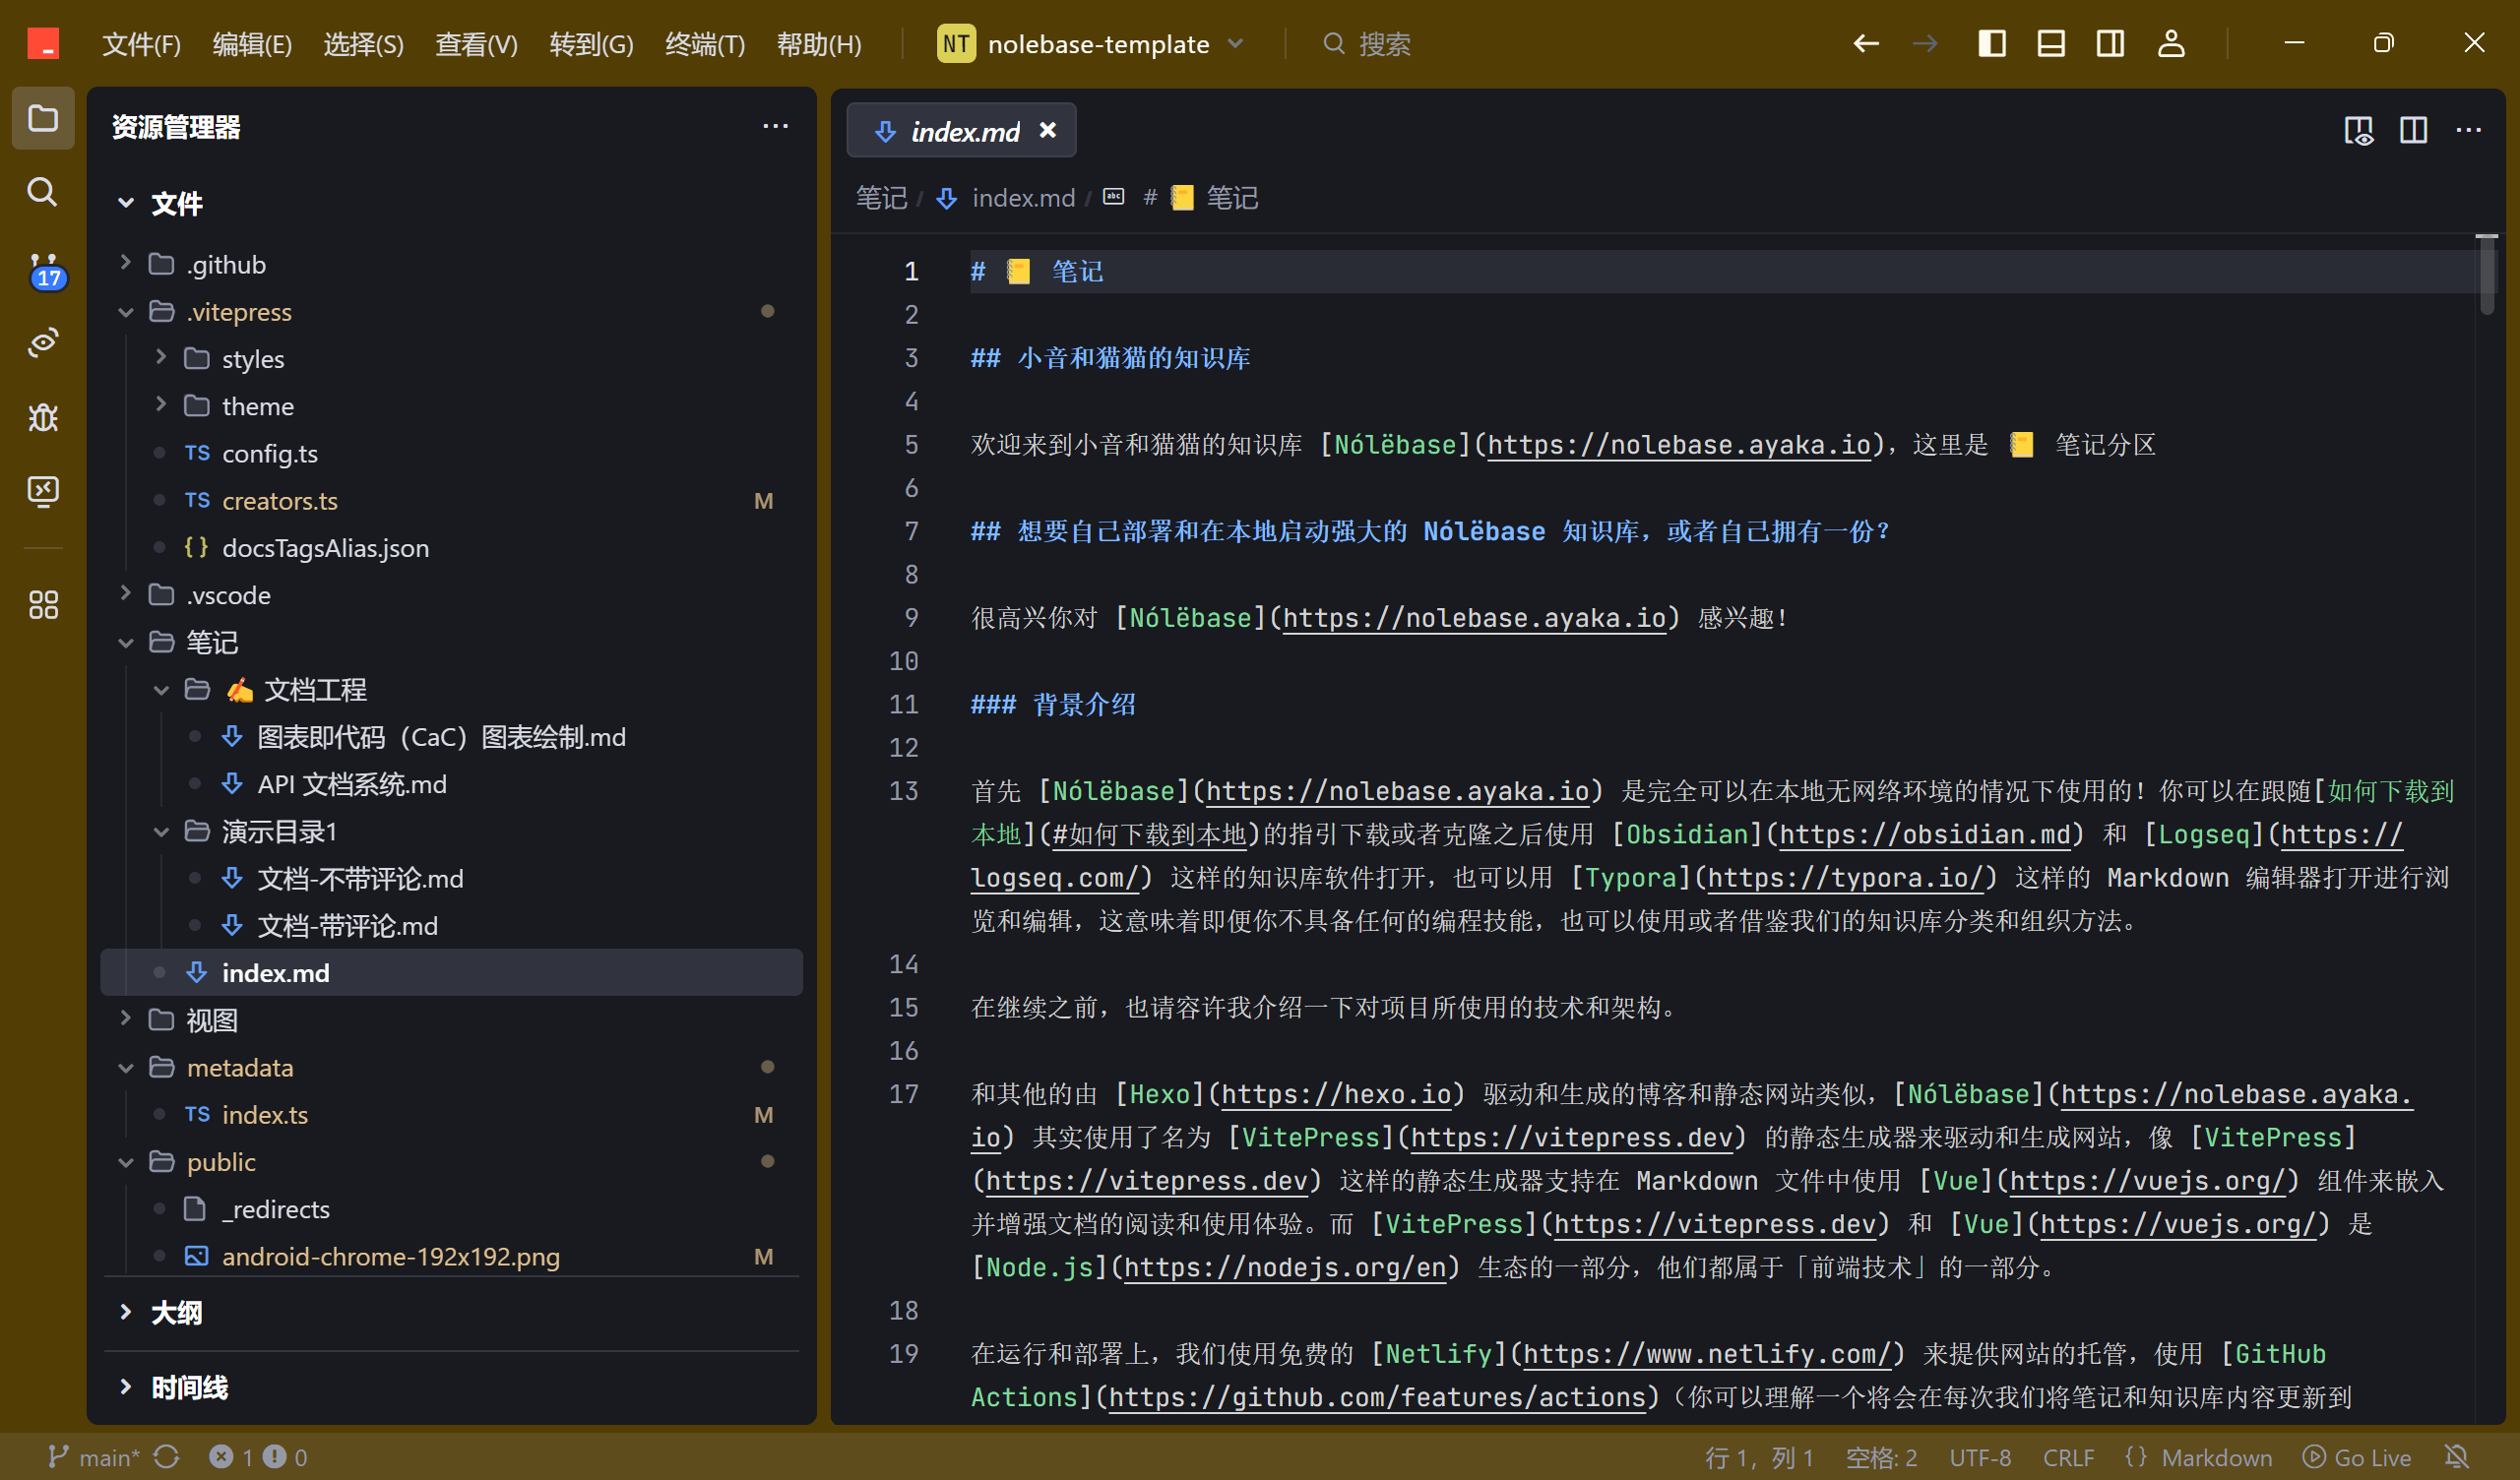 文件(F) 编辑(E) 选择(S) 查看(V) 转到(G) 终端(T) 帮助(H) NT nolebase-template 搜索
资源管理器
文件
.github
.vitepress
styles
theme
TS config.ts
TS creators.ts M
{} docsTagsAlias.json
.vscode
笔记
✍️ 文档工程
图表即代码（CaC）图表绘制.md
API 文档系统.md
演示目录1
文档-不带评论.md
文档-带评论.md
index.md
视图
metadata
TS index.ts M
public
_redirects
android-chrome-192x192.png M
大纲
时间线
17
index.md
笔记 / index.md / abc # 📒 笔记
1 # 📒 笔记
2
3 ## 小音和猫猫的知识库
4
5 欢迎来到小音和猫猫的知识库 [Nólëbase](https://nolebase.ayaka.io)，这里是 📒 笔记分区
6
7 ## 想要自己部署和在本地启动强大的 Nólëbase 知识库，或者自己拥有一份？
8
9 很高兴你对 [Nólëbase](https://nolebase.ayaka.io) 感兴趣！
10
11 ### 背景介绍
12
13 首先 [Nólëbase](https://nolebase.ayaka.io) 是完全可以在本地无网络环境的情况下使用的！你可以在跟随[如何下载到
本地](#如何下载到本地)的指引下载或者克隆之后使用 [Obsidian](https://obsidian.md) 和 [Logseq](https://
logseq.com/) 这样的知识库软件打开，也可以用 [Typora](https://typora.io/) 这样的 Markdown 编辑器打开进行浏
览和编辑，这意味着即便你不具备任何的编程技能，也可以使用或者借鉴我们的知识库分类和组织方法。
14
15 在继续之前，也请容许我介绍一下对项目所使用的技术和架构。
16
17 和其他的由 [Hexo](https://hexo.io) 驱动和生成的博客和静态网站类似，[Nólëbase](https://nolebase.ayaka.
io) 其实使用了名为 [VitePress](https://vitepress.dev) 的静态生成器来驱动和生成网站，像 [VitePress]
(https://vitepress.dev) 这样的静态生成器支持在 Markdown 文件中使用 [Vue](https://vuejs.org/) 组件来嵌入
并增强文档的阅读和使用体验。而 [VitePress](https://vitepress.dev) 和 [Vue](https://vuejs.org/) 是
[Node.js](https://nodejs.org/en) 生态的一部分，他们都属于「前端技术」的一部分。
18
19 在运行和部署上，我们使用免费的 [Netlify](https://www.netlify.com/) 来提供网站的托管，使用 [GitHub
Actions](https://github.com/features/actions)（你可以理解一个将会在每次我们将笔记和知识库内容更新到
main* 1 0 行 1，列 1 空格: 2 UTF-8 CRLF {} Markdown Go Live